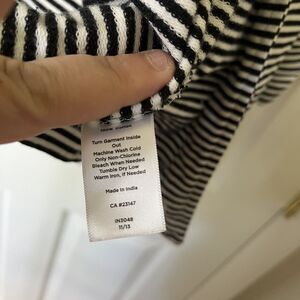 Turn Garment Inside
Out
Machine Wash Cold
Only Non-Chlorine
Bleach When Needed
Tumble Dry Low
Warm Iron, if Needed
Made in India
CA #23147
IN3048
11/13